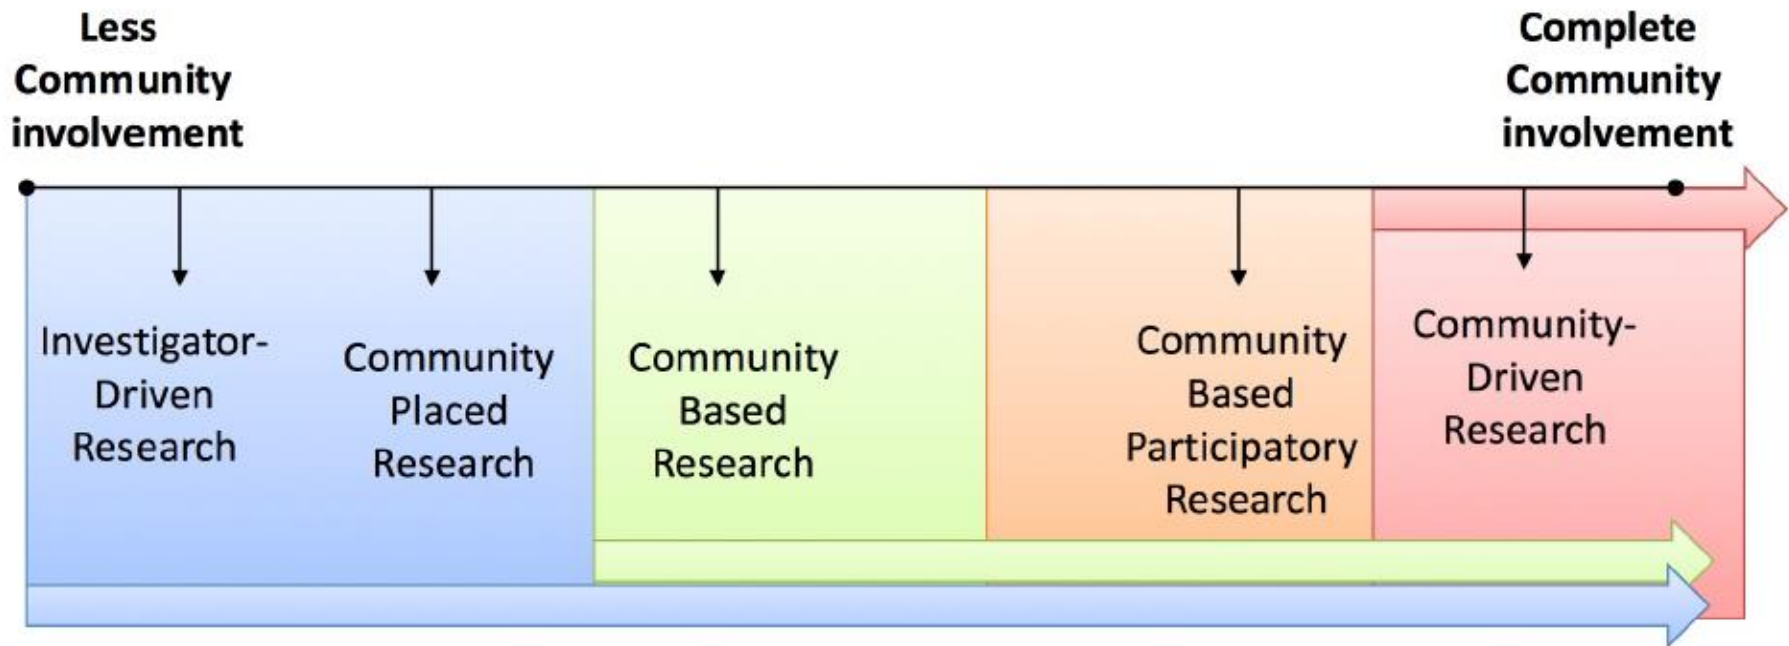 Less
Community
involvement
Complete
Community
involvement
Investigator-
Driven
Research
Community
Placed
Research
Community
Based
Research
Community
Based
Participatory
Research
Community-
Driven
Research